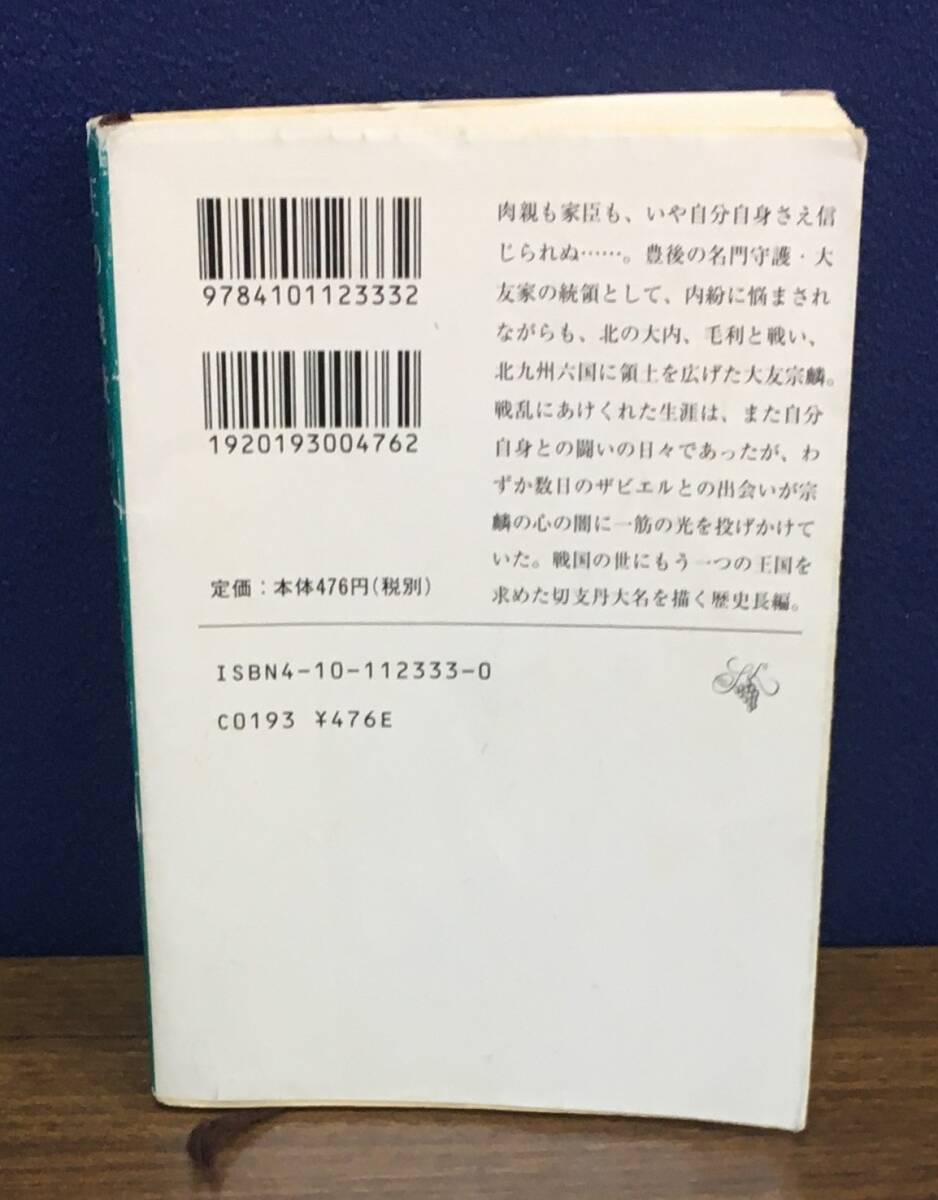 9784101123332
1920193004762
定価：本体476円（税別）
肉親も家臣も、いや自分自身さえ信
じられぬ……。豊後の名門守護・大
友家の統領として、内紛に悩まされ
ながらも、北の大内、毛利と戦い、
北九州六国に領土を広げた大友宗麟。
戦乱にあけくれた生涯は、また自分
自身との闘いの日々であったが、わ
ずか数日のザビエルとの出会いが宗
麟の心の闇に一筋の光を投げかけて
いた。戦国の世にもう一つの王国を
求めた切支丹大名を描く歴史長編。
ISBN4-10-112333-0
C0193 ¥476E